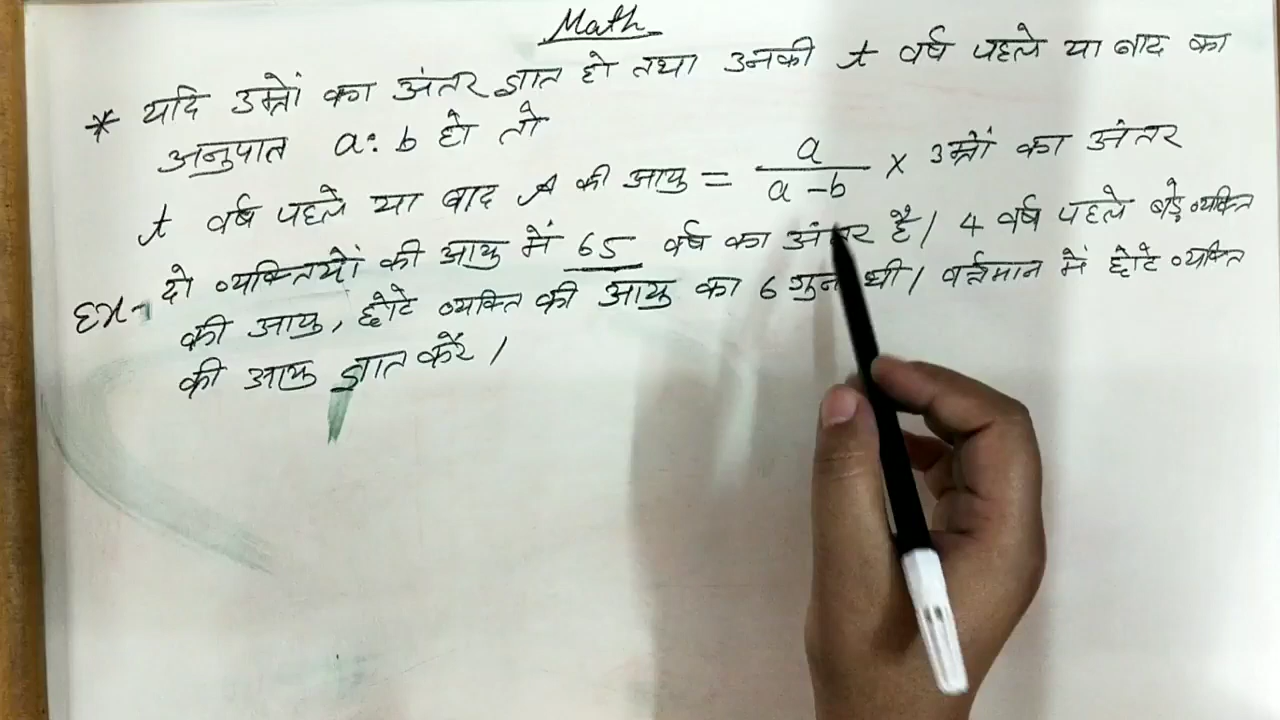 Math
* यदि उम्रों का अंतर ज्ञात हो तथा उनकी t वर्ष पहले या बाद का
अनुपात a:b हो तो
t वर्ष पहले या बाद A की आयु = a/(a-b) × उम्रों का अंतर
Ex- दो व्यक्तियों की आयु में 65 वर्ष का अंतर है। 4 वर्ष पहले बड़े व्यक्ति
की आयु, छोटे व्यक्ति की आयु का 6 गुना थी। वर्तमान में छोटे व्यक्ति
की आयु ज्ञात करें।